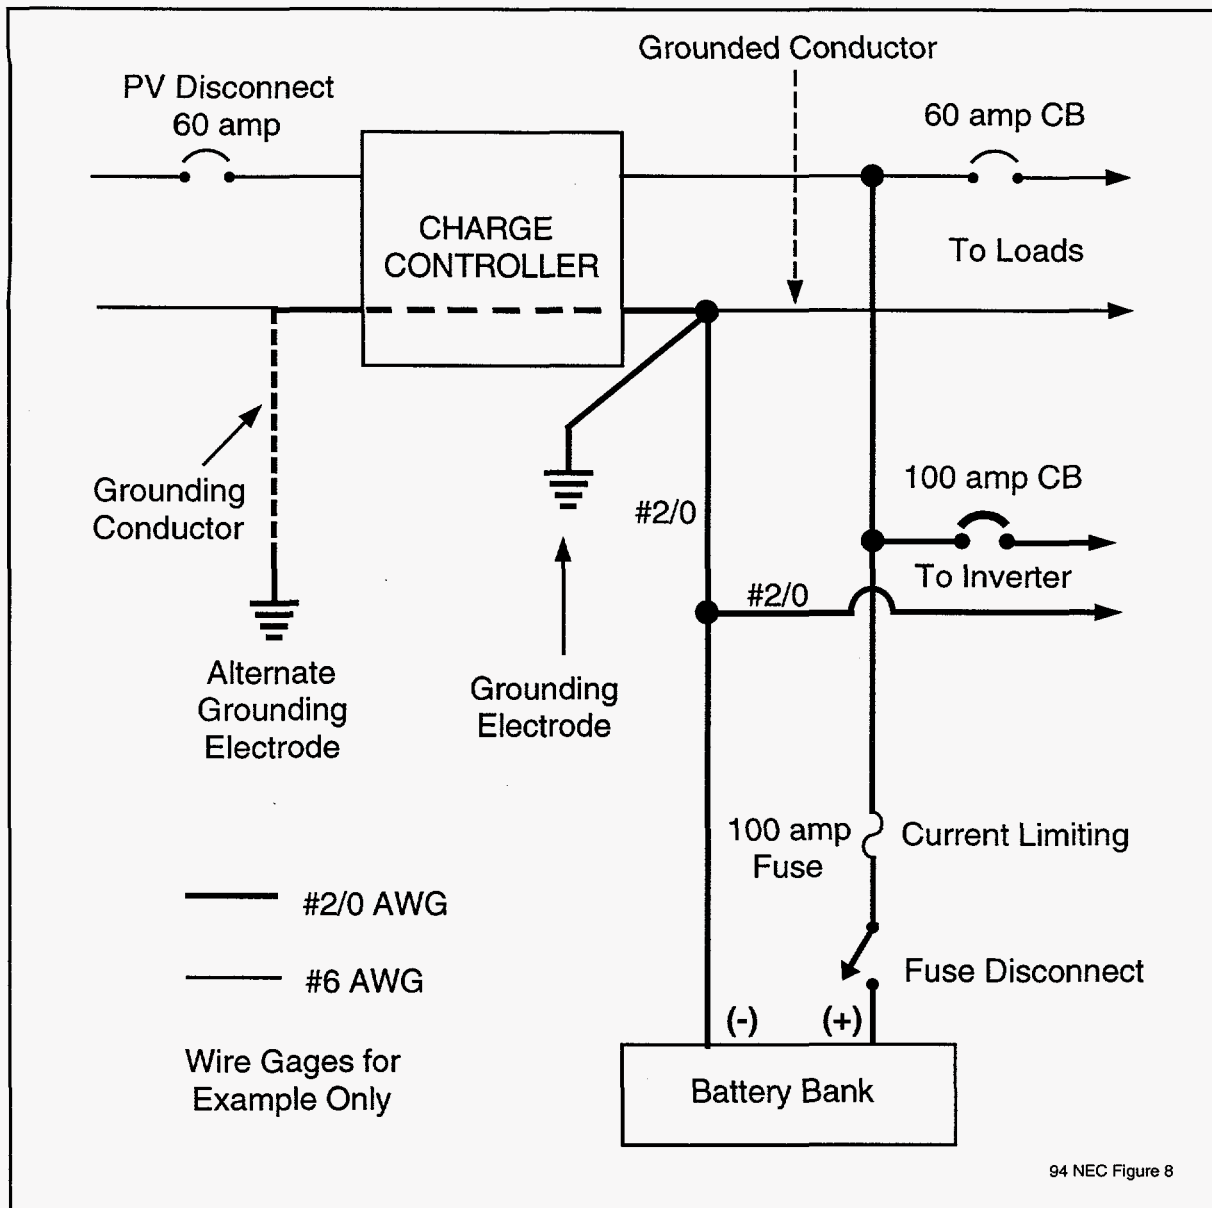 Grounded Conductor
PV Disconnect
60 amp
60 amp CB
CHARGE
CONTROLLER
To Loads
Grounding
Conductor
#2/0
100 amp CB
To Inverter
#2/0
Alternate
Grounding
Electrode
Grounding
Electrode
100 amp
Fuse
Current Limiting
#2/0 AWG
#6 AWG
Fuse Disconnect
(-)
(+)
Wire Gages for
Example Only
Battery Bank
94 NEC Figure 8